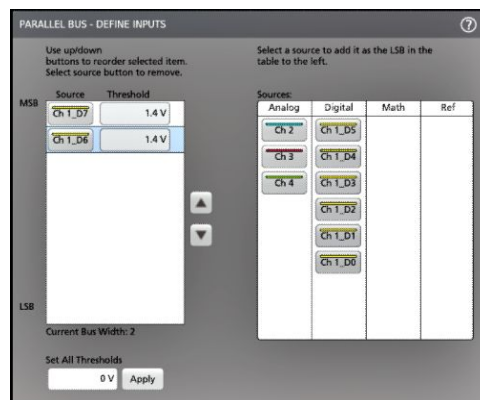 PARALLEL BUS - DEFINE INPUTS
?
Use up/down
buttons to reorder selected item.
Select source button to remove.
Source Threshold
MSB
Ch 1_D7 1.4 V
Ch 1_D6 1.4 V
LSB
Current Bus Width: 2
Set All Thresholds
0 V Apply
Select a source to add it as the LSB in the
table to the left.
Sources:
Analog Digital Math Ref
Ch 2 Ch 1_D5
Ch 3 Ch 1_D4
Ch 4 Ch 1_D3
Ch 1_D2
Ch 1_D1
Ch 1_D0